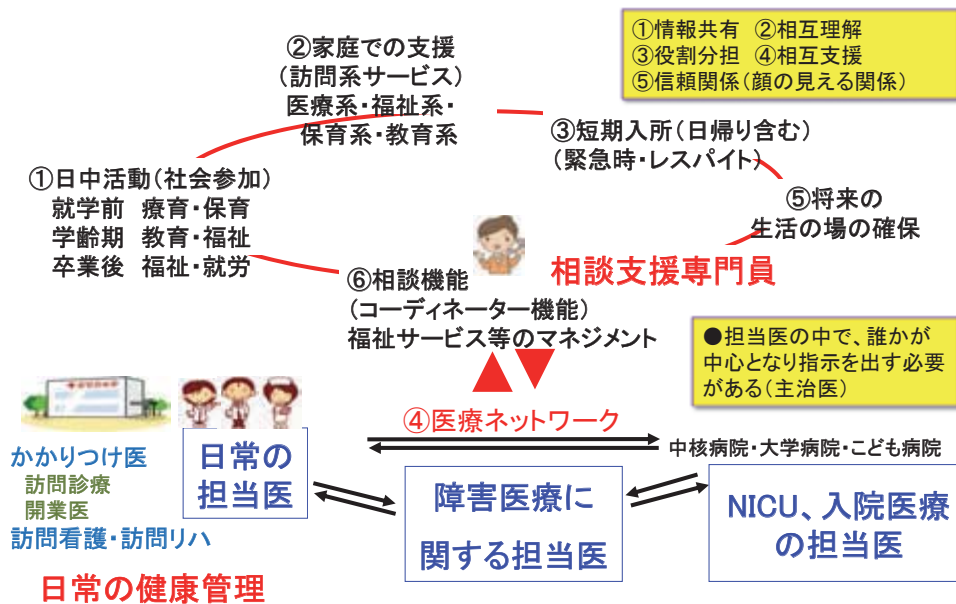 ①情報共有 ②相互理解
③役割分担 ④相互支援
⑤信頼関係(顔の見える関係)
②家庭での支援
(訪問系サービス)
医療系・福祉系・
保育系・教育系
③短期入所(日帰り含む)
(緊急時・レスパイト)
①日中活動(社会参加)
就学前 療育・保育
学齢期 教育・福祉
卒業後 福祉・就労
⑤将来の
生活の場の確保
相談支援専門員
⑥相談機能
(コーディネーター機能)
福祉サービス等のマネジメント
●担当医の中で、誰かが
中心となり指示を出す必要
がある(主治医)
④医療ネットワーク
かかりつけ医
訪問診療
開業医
訪問看護・訪問リハ
日常の
担当医
中核病院・大学病院・こども病院
障害医療に
関する担当医
NICU、入院医療
の担当医
日常の健康管理